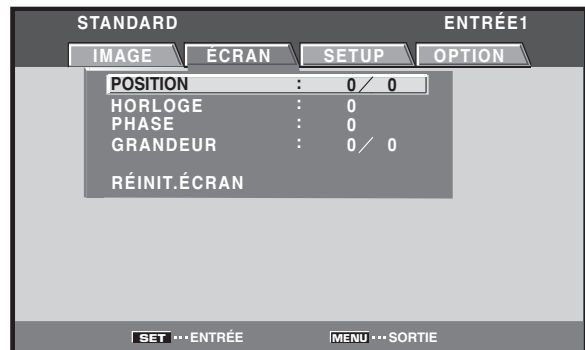 STANDARD ENTRÉE1
IMAGE ÉCRAN SETUP OPTION
POSITION : 0／ 0
HORLOGE : 0
PHASE : 0
GRANDEUR : 0／ 0
RÉINIT.ÉCRAN
SET ··· ENTRÉE MENU ··· SORTIE